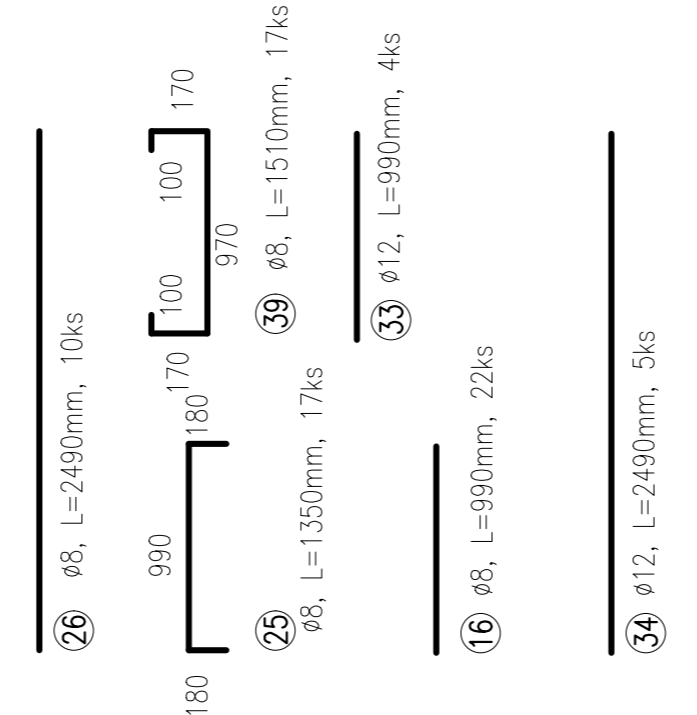 26 ø8, L=2490mm, 10ks
180
990
180
25
ø8, L=1350mm, 17ks
170
100
970
100
170
39 ø8, L=1510mm, 17ks
33 ø12, L=990mm, 4ks
16 ø8, L=990mm, 22ks
34 ø12, L=2490mm, 5ks